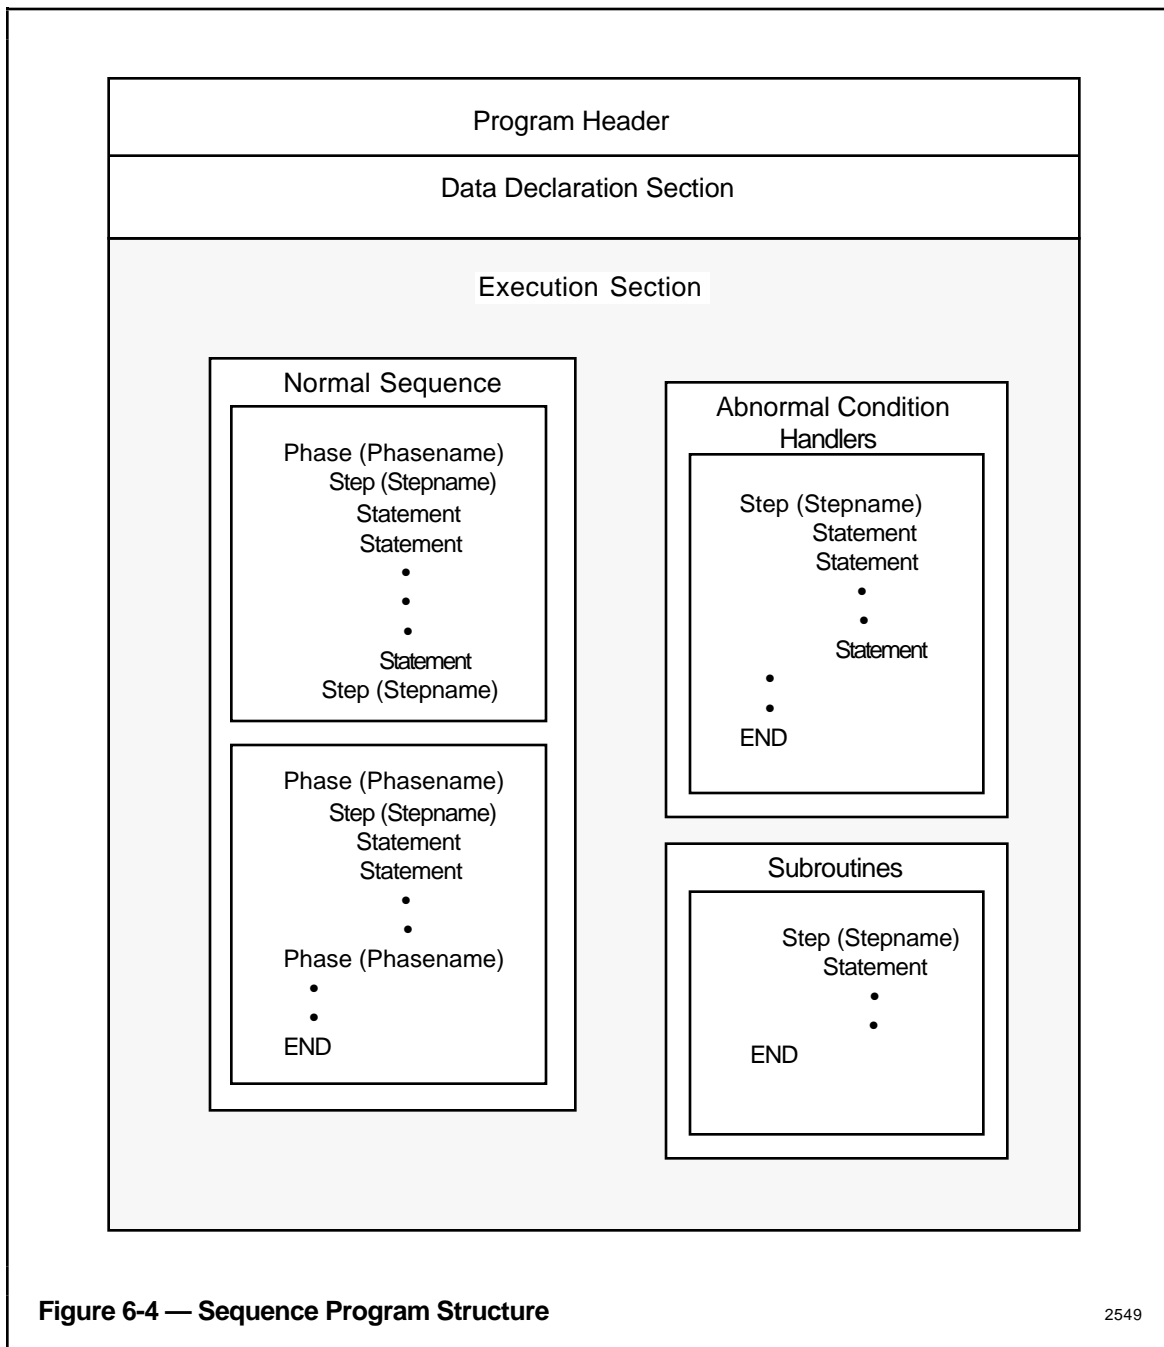 Program Header
Data Declaration Section
Execution Section
Normal Sequence
Phase (Phasename)
Step (Stepname)
Statement
Statement
•
•
•
Statement
Step (Stepname)
Phase (Phasename)
Step (Stepname)
Statement
Statement
•
•
Phase (Phasename)
•
•
END
Abnormal Condition
Handlers
Step (Stepname)
Statement
Statement
•
•
Statement
•
•
END
Subroutines
Step (Stepname)
Statement
•
•
END
Figure 6-4 — Sequence Program Structure
2549